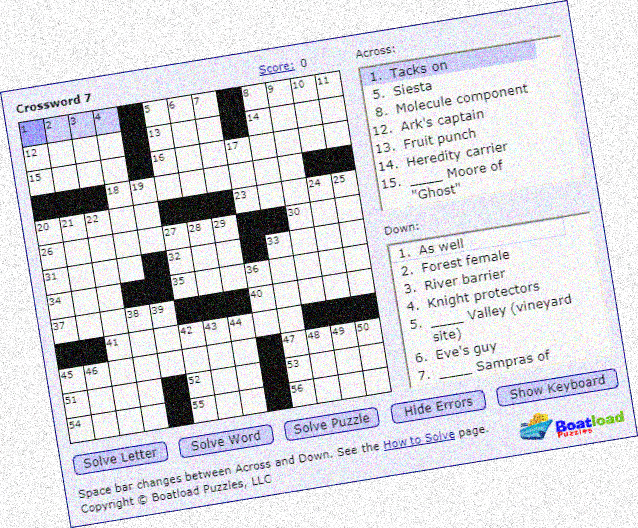 Crossword 7
Score: 0
1 2 3 4 5 6 7 8 9 10 11
12 13 14
15 16 17
18 19
20 21 22 23 24 25
26 27 28 29 30
31 32 33
34 35 36
37 38 39 40
41 42 43 44
45 46 47 48 49 50
51 52 53
54 55 56
Across:
1. Tacks on
5. Siesta
8. Molecule component
12. Ark's captain
13. Fruit punch
14. Heredity carrier
15. ____ Moore of
"Ghost"
Down:
1. As well
2. Forest female
3. River barrier
4. Knight protectors
5. ____ Valley (vineyard
site)
6. Eve's guy
7. ____ Sampras of
Solve Letter
Solve Word
Solve Puzzle
Hide Errors
Show Keyboard
Space bar changes between Across and Down. See the How to Solve page.
Copyright © Boatload Puzzles, LLC
Boatload
Puzzles